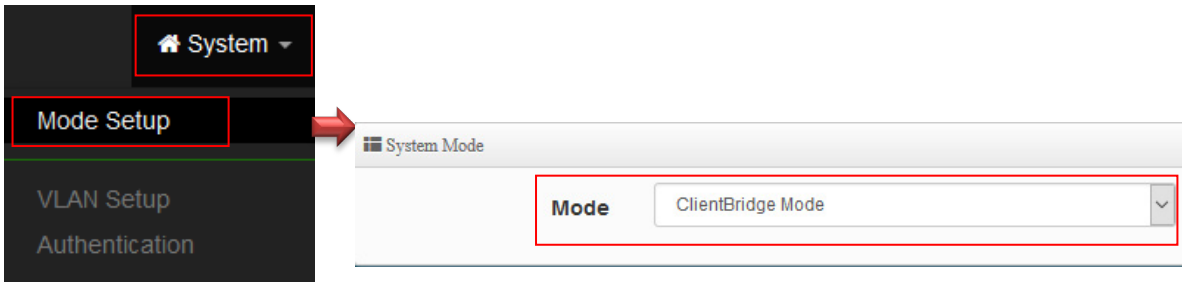 System
Mode Setup
VLAN Setup
Authentication
System Mode
Mode ClientBridge Mode